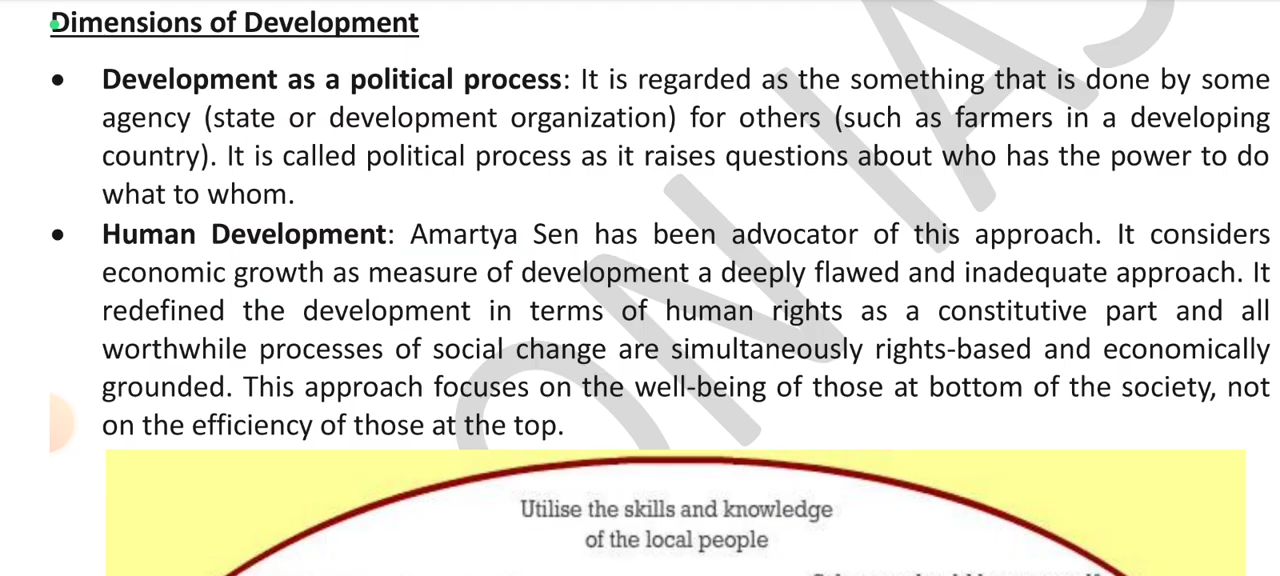 Dimensions of Development
• Development as a political process: It is regarded as the something that is done by some
agency (state or development organization) for others (such as farmers in a developing
country). It is called political process as it raises questions about who has the power to do
what to whom.
• Human Development: Amartya Sen has been advocator of this approach. It considers
economic growth as measure of development a deeply flawed and inadequate approach. It
redefined the development in terms of human rights as a constitutive part and all
worthwhile processes of social change are simultaneously rights-based and economically
grounded. This approach focuses on the well-being of those at bottom of the society, not
on the efficiency of those at the top.
Utilise the skills and knowledge
of the local people